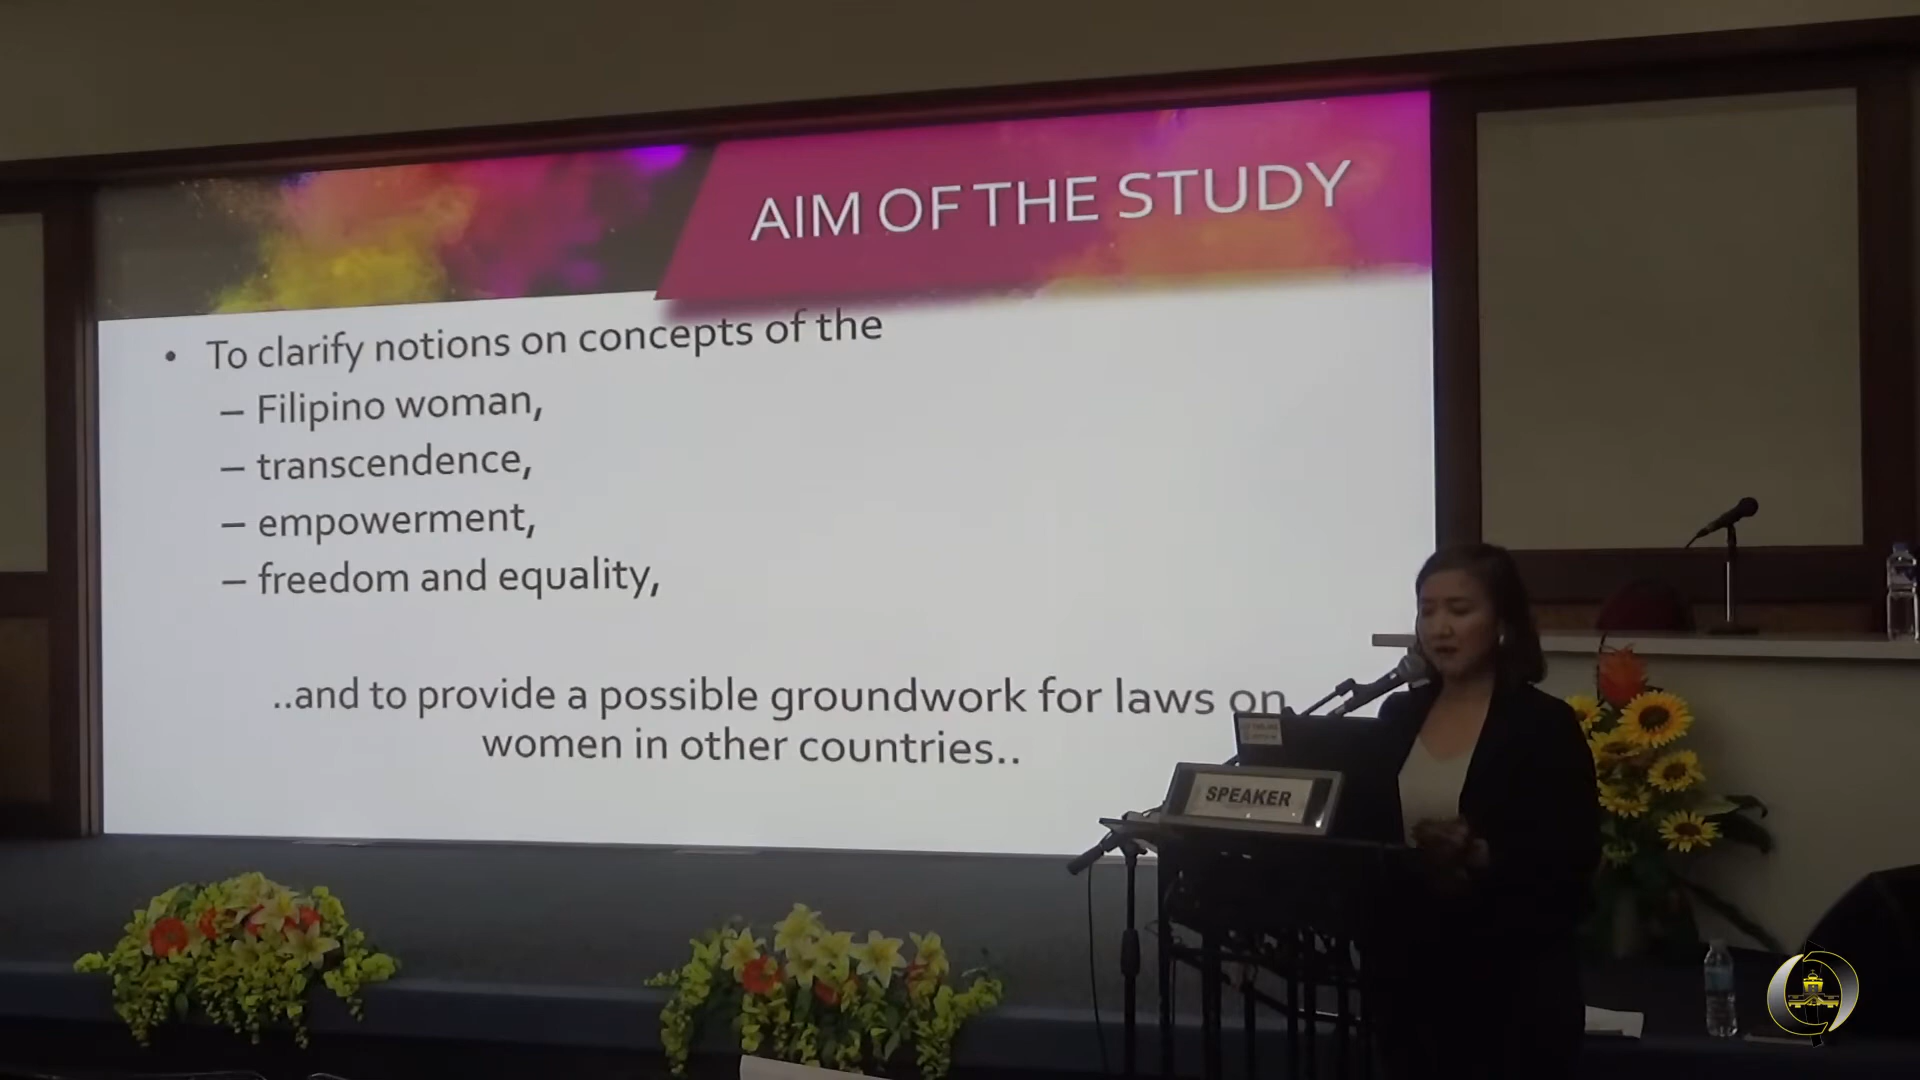 AIM OF THE STUDY
• To clarify notions on concepts of the
– Filipino woman,
– transcendence,
– empowerment,
– freedom and equality,
..and to provide a possible groundwork for laws on
women in other countries..
SPEAKER